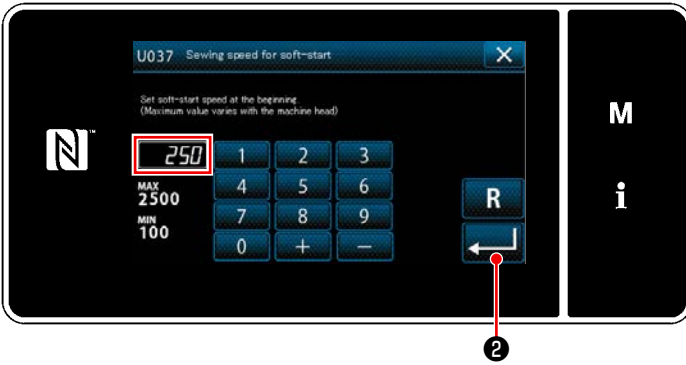 U037 Sewing speed for soft-start
Set soft-start speed at the beginning.
(Maximum value varies with the machine head)
250
1 2 3
MAX
2500
4 5 6
MIN
100
7 8 9
0 + −
R
N™
M
i
❷